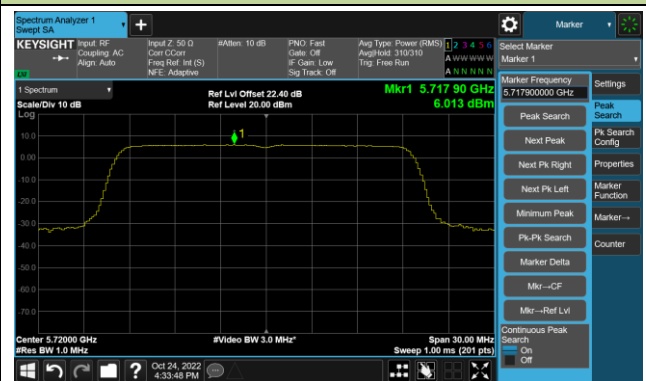 Spectrum Analyzer 1
Swept SA
Marker
KEYSIGHT
Input: RF
Coupling: AC
Align: Auto
Input Z: 50 Ω
Corr CCorr
Freq Ref: Int (S)
NFE: Adaptive
#Atten: 10 dB
PNO: Fast
Gate: Off
IF Gain: Low
Sig Track: Off
Avg Type: Power (RMS)
Avg|Hold: 310/310
Trig: Free Run
1 2 3 4 5 6
A W W W W W
A N N N N N
LXI
Select Marker
Marker 1
1 Spectrum
Scale/Div 10 dB
Log
Ref Lvl Offset 22.40 dB
Ref Level 20.00 dBm
Mkr1 5.717 90 GHz
6.013 dBm
1
10.0
0.00
-10.0
-20.0
-30.0
-40.0
-50.0
-60.0
-70.0
Center 5.72000 GHz
#Res BW 1.0 MHz
#Video BW 3.0 MHz*
Span 30.00 MHz
Sweep 1.00 ms (201 pts)
Marker Frequency
5.717900000 GHz
Peak Search
Next Peak
Next Pk Right
Next Pk Left
Minimum Peak
Pk-Pk Search
Marker Delta
Mkr→CF
Mkr→Ref Lvl
Continuous Peak
Search
On
Off
Settings
Peak
Search
Pk Search
Config
Properties
Marker
Function
Marker→
Counter
Oct 24, 2022
4:33:48 PM